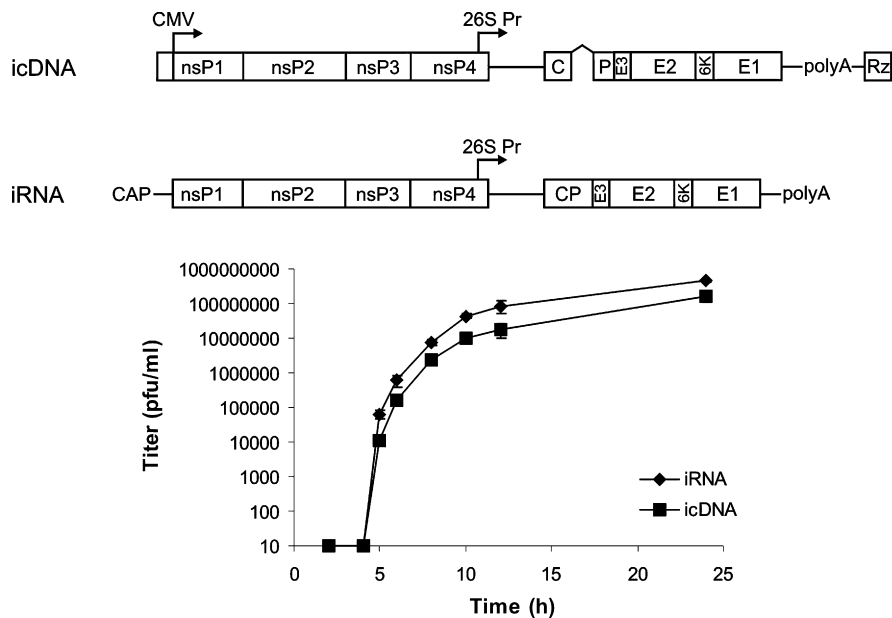 CMV 26S Pr
icDNA nsP1 nsP2 nsP3 nsP4 C P E3 E2 6K E1 polyA Rz
26S Pr
iRNA CAP nsP1 nsP2 nsP3 nsP4 CP E3 E2 6K E1 polyA
Titer (pfu/ml)
1000000000
100000000
10000000
1000000
100000
10000
1000
100
10
iRNA
icDNA
0 5 10 15 20 25
Time (h)